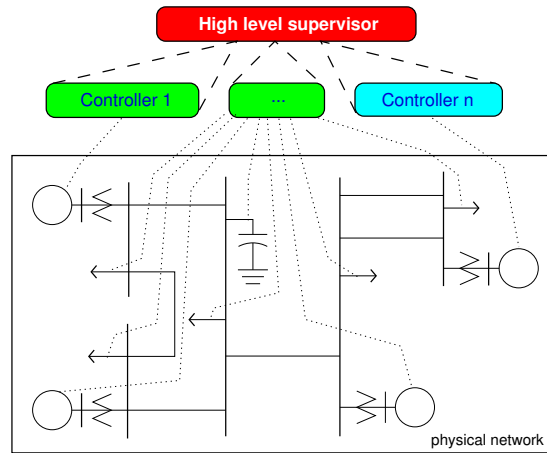 High level supervisor
Controller 1
...
Controller n
physical network